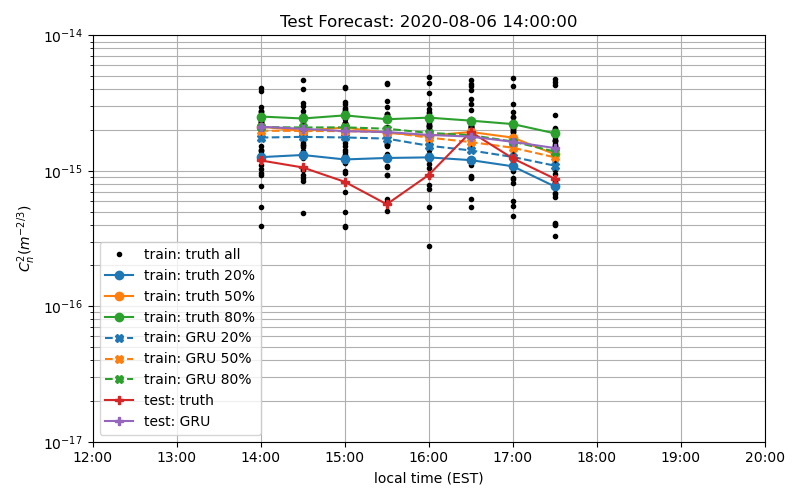 Test Forecast: 2020-08-06 14:00:00
10⁻¹⁴
10⁻¹⁵
10⁻¹⁶
10⁻¹⁷
C²ₙ(m⁻²/³)
train: truth all
train: truth 20%
train: truth 50%
train: truth 80%
train: GRU 20%
train: GRU 50%
train: GRU 80%
test: truth
test: GRU
12:00 13:00 14:00 15:00 16:00 17:00 18:00 19:00 20:00
local time (EST)